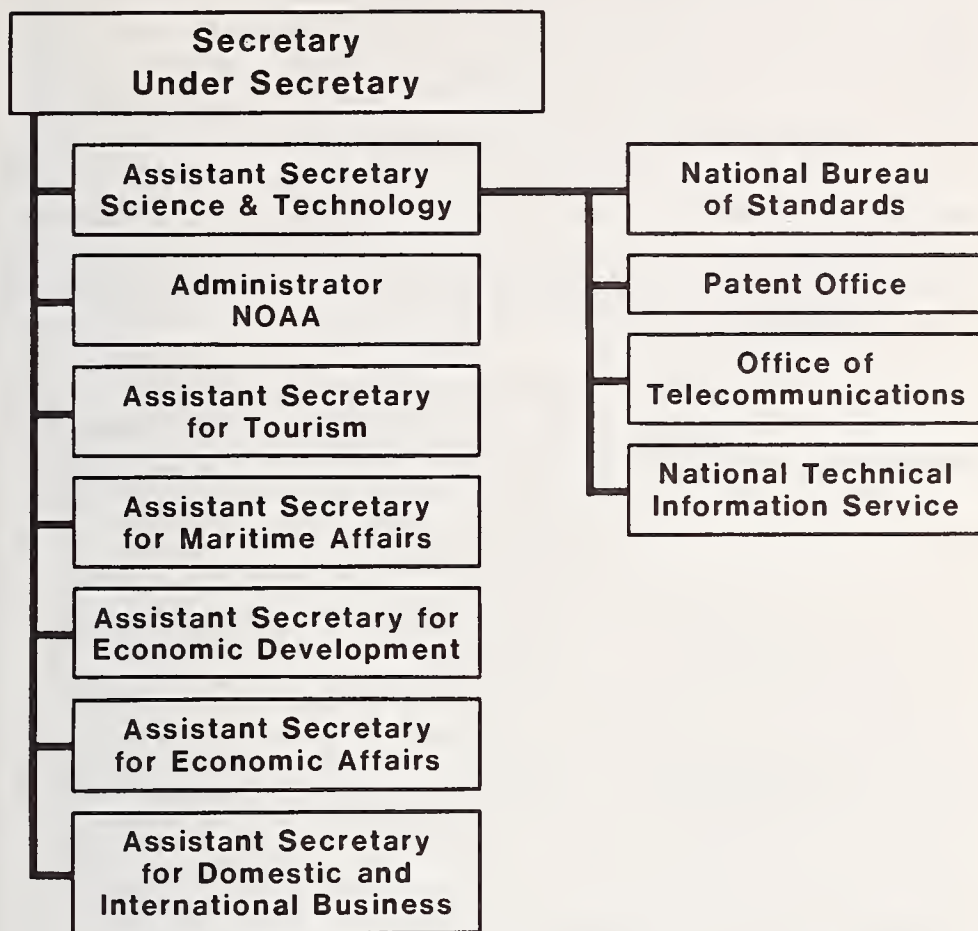 Secretary
Under Secretary
Assistant Secretary
Science & Technology
Administrator
NOAA
Assistant Secretary
for Tourism
Assistant Secretary
for Maritime Affairs
Assistant Secretary for
Economic Development
Assistant Secretary
for Economic Affairs
Assistant Secretary
for Domestic and
International Business
National Bureau
of Standards
Patent Office
Office of
Telecommunications
National Technical
Information Service